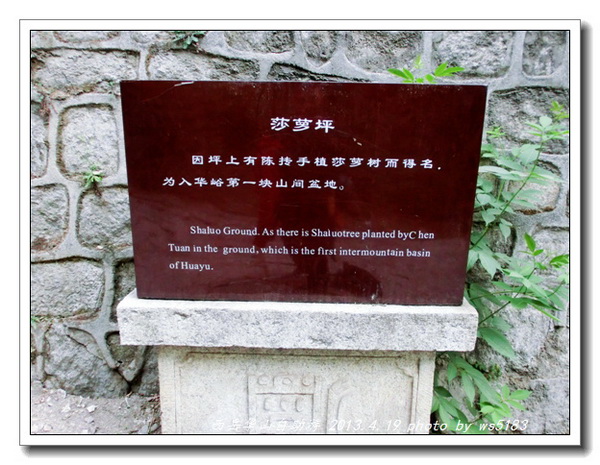 莎萝坪
因坪上有陈抟手植莎萝树而得名，
为入华峪第一块山间盆地。
Shaluo Ground. As there is Shaluotree planted byC hen
Tuan in the ground, which is the first intermountain basin
of Huayu.
2013.4.19 photo by ws5183